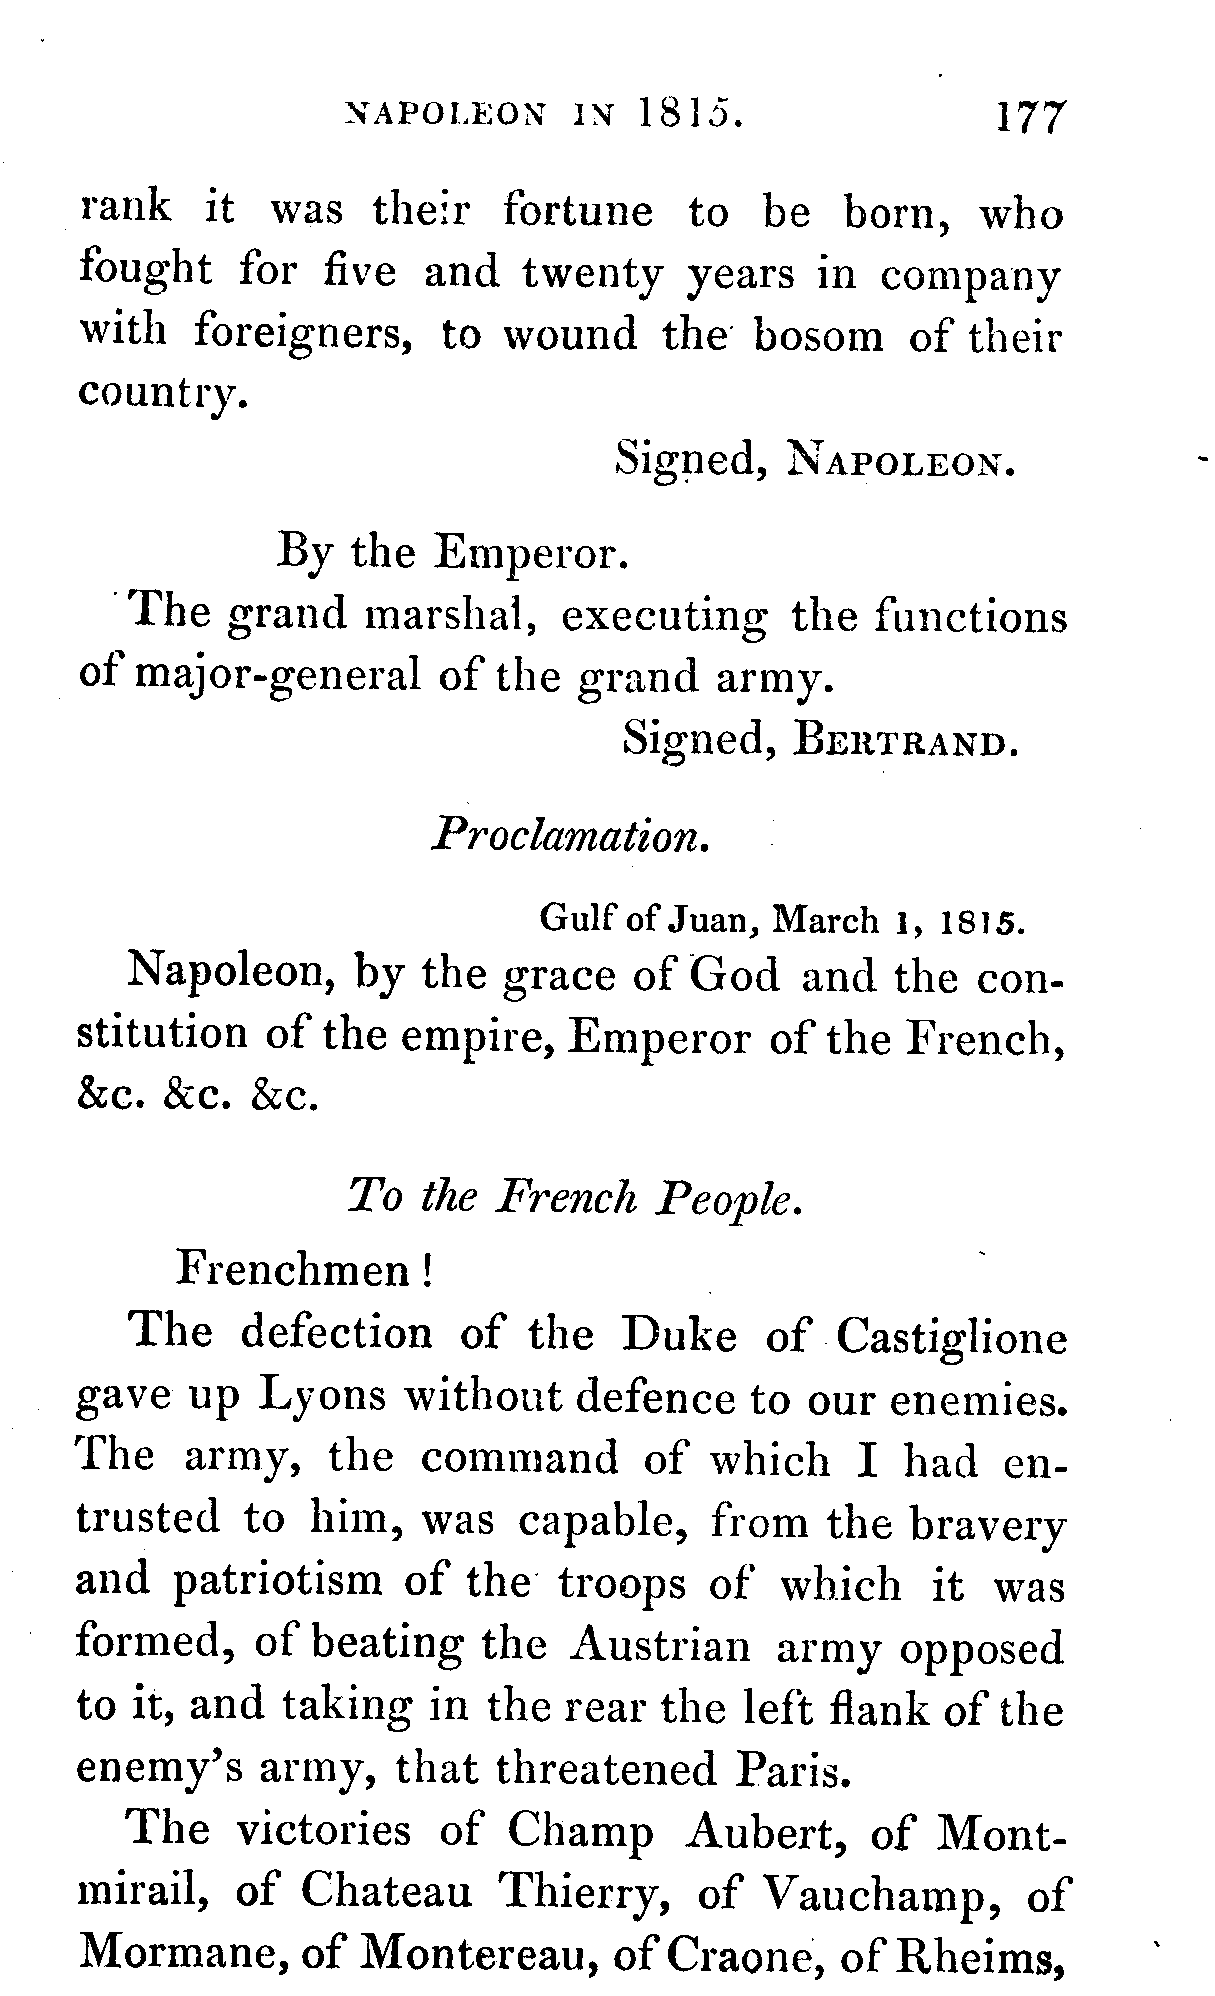 NAPOLEON IN 1815. 177
rank it was their fortune to be born, who
fought for five and twenty years in company
with foreigners, to wound the bosom of their
country.
Signed, NAPOLEON.
By the Emperor.
The grand marshal, executing the functions
of major-general of the grand army.
Signed, BERTRAND.
Proclamation.
Gulf of Juan, March 1, 1815.
Napoleon, by the grace of God and the con-
stitution of the empire, Emperor of the French,
&c. &c. &c.
To the French People.
Frenchmen!
The defection of the Duke of Castiglione
gave up Lyons without defence to our enemies.
The army, the command of which I had en-
trusted to him, was capable, from the bravery
and patriotism of the troops of which it was
formed, of beating the Austrian army opposed
to it, and taking in the rear the left flank of the
enemy's army, that threatened Paris.
The victories of Champ Aubert, of Mont-
mirail, of Chateau Thierry, of Vauchamp, of
Mormane, of Montereau, of Craone, of Rheims,